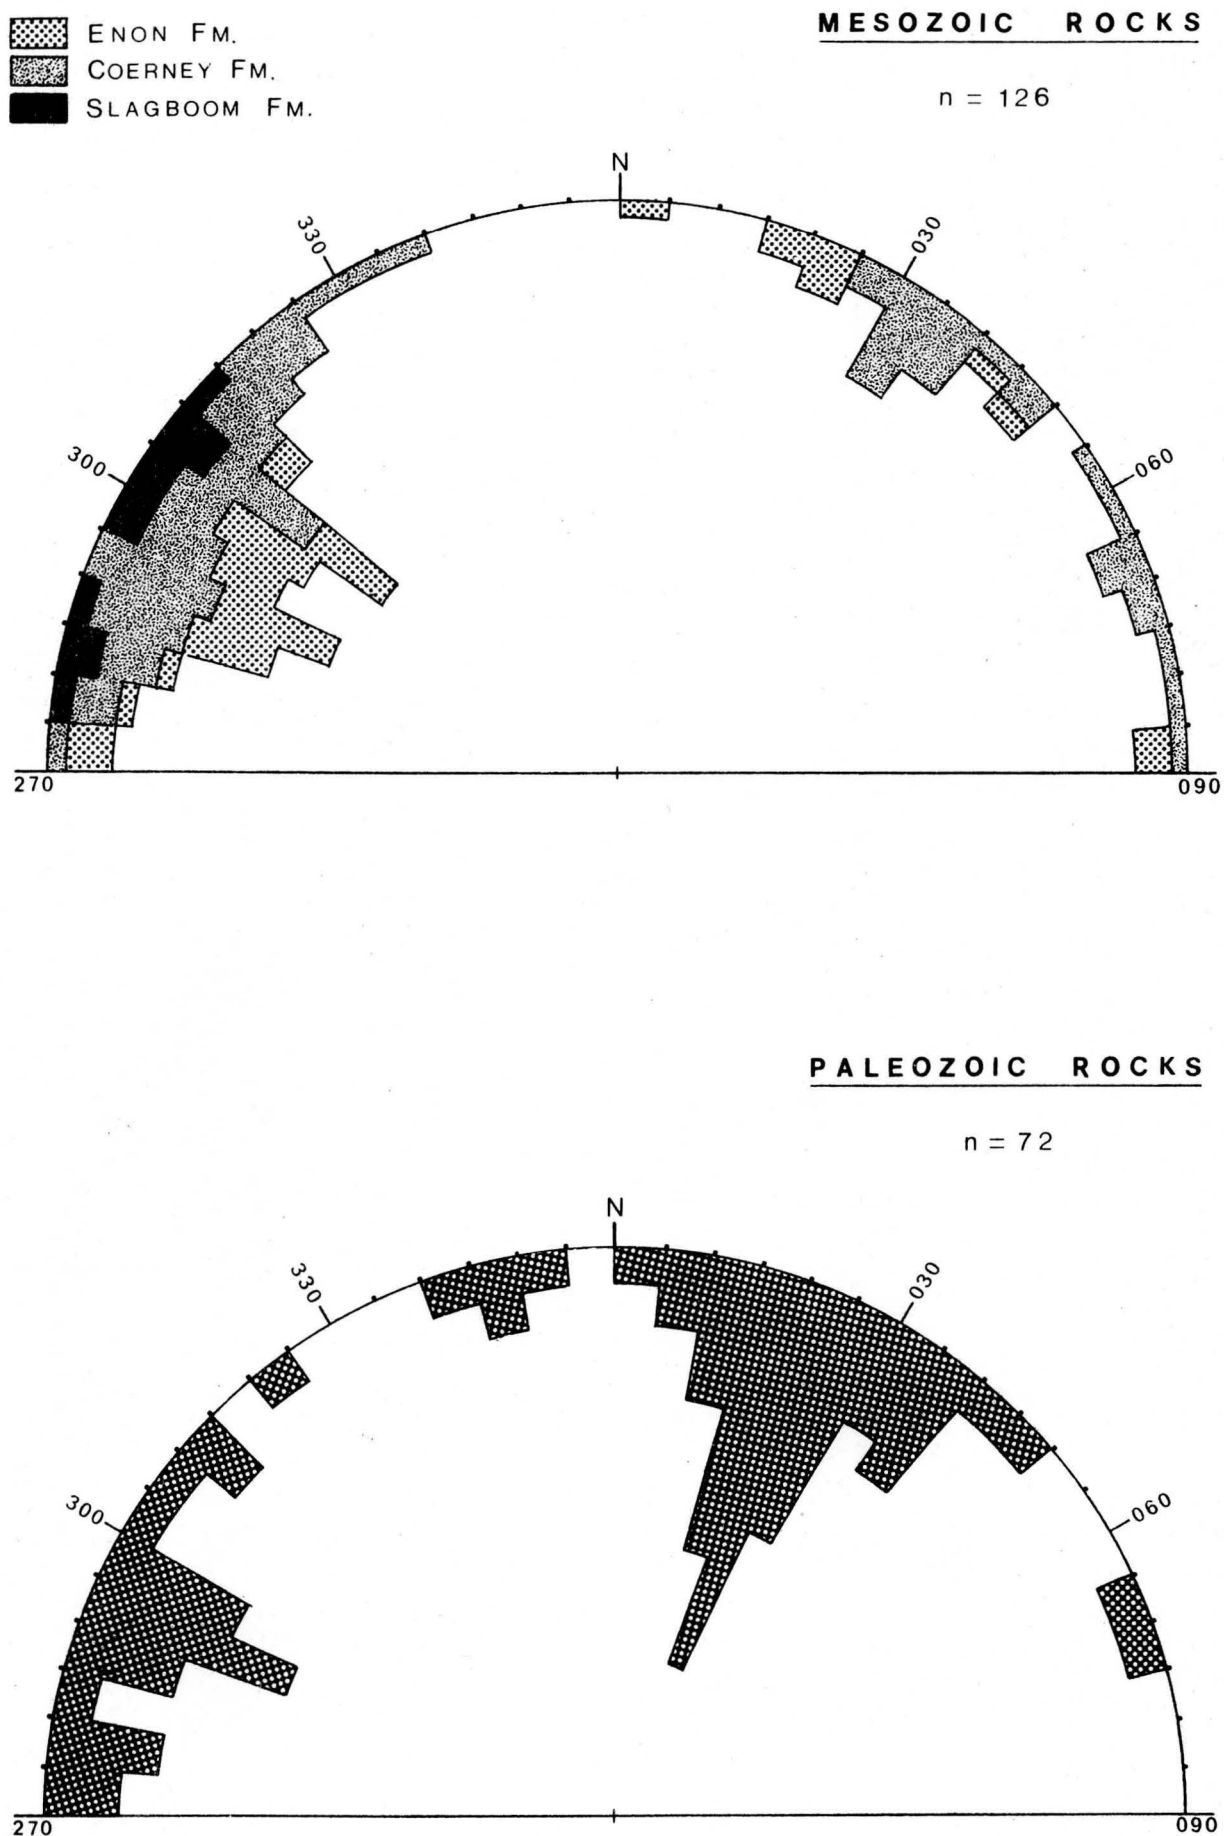 ENON FM.
COERNEY FM.
SLAGBOOM FM.
MESOZOIC ROCKS
n = 126
N
330
030
300
060
270
090
PALEOZOIC ROCKS
n = 72
N
330
030
300
060
270
090